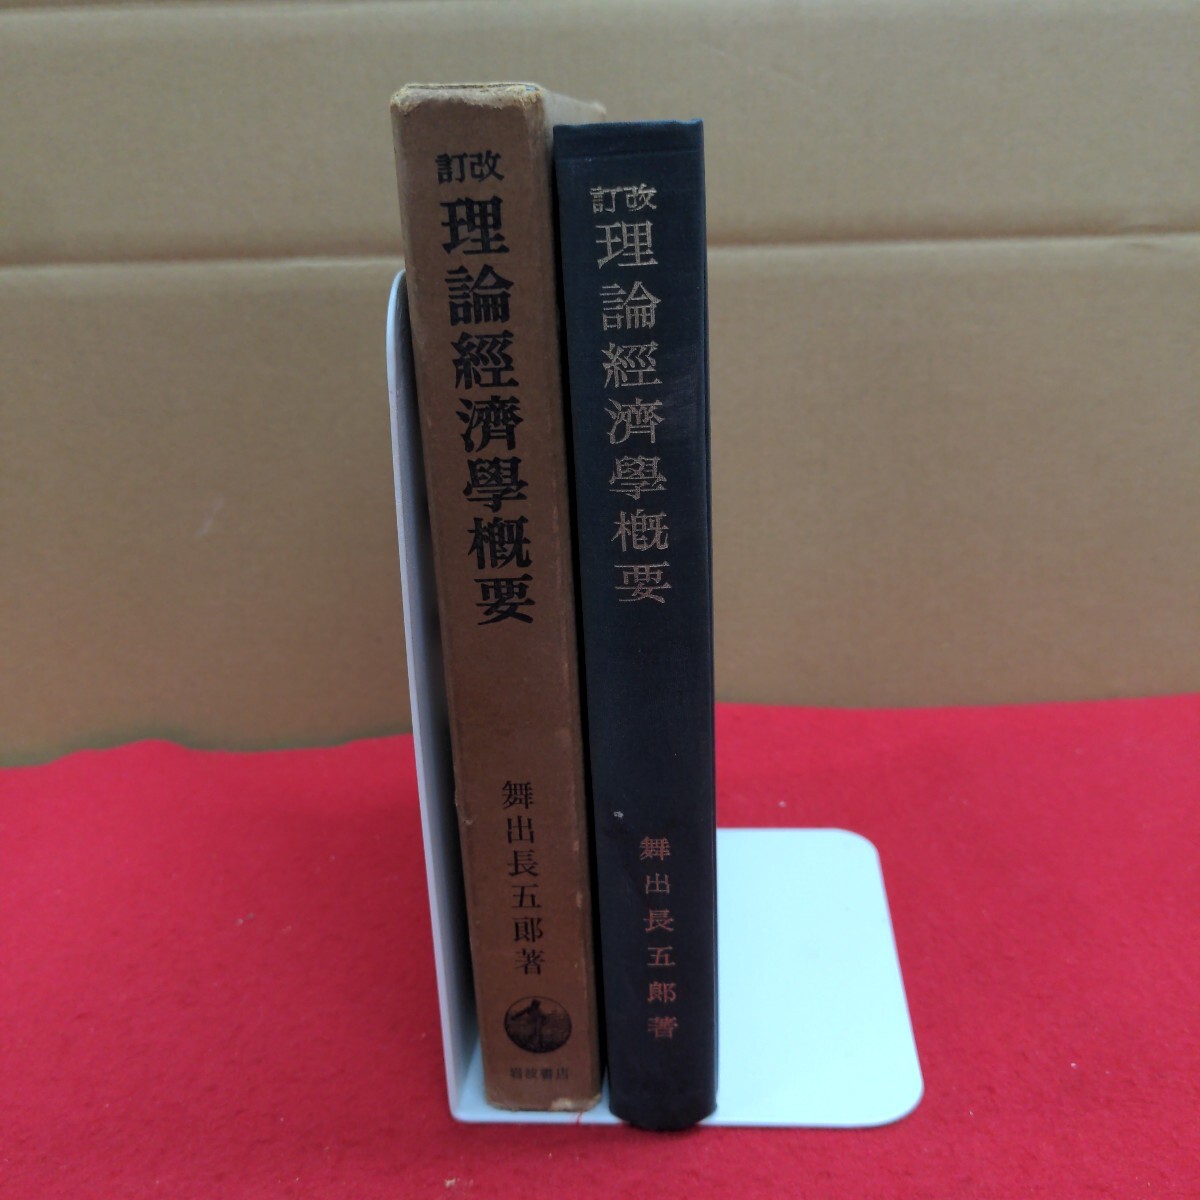 訂改
理論經濟學概要
舞出長五郎著
岩波書店
訂改
理論經濟學概要
舞出長五郎著